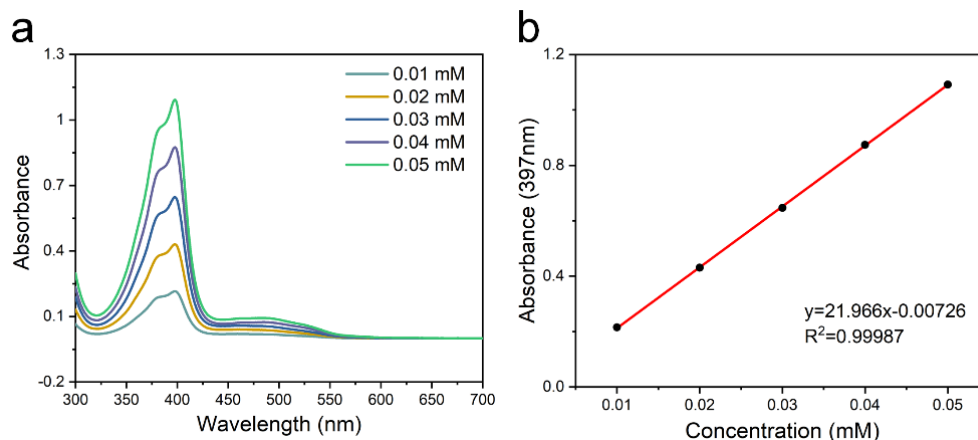 a
1.3
1
0.7
0.4
0.1
-0.2
Absorbance
300 350 400 450 500 550 600 650 700
Wavelength (nm)
0.01 mM
0.02 mM
0.03 mM
0.04 mM
0.05 mM
b
1.2
0.8
0.4
0.0
Absorbance (397nm)
0.01 0.02 0.03 0.04 0.05
Concentration (mM)
y=21.966x-0.00726
R²=0.99987